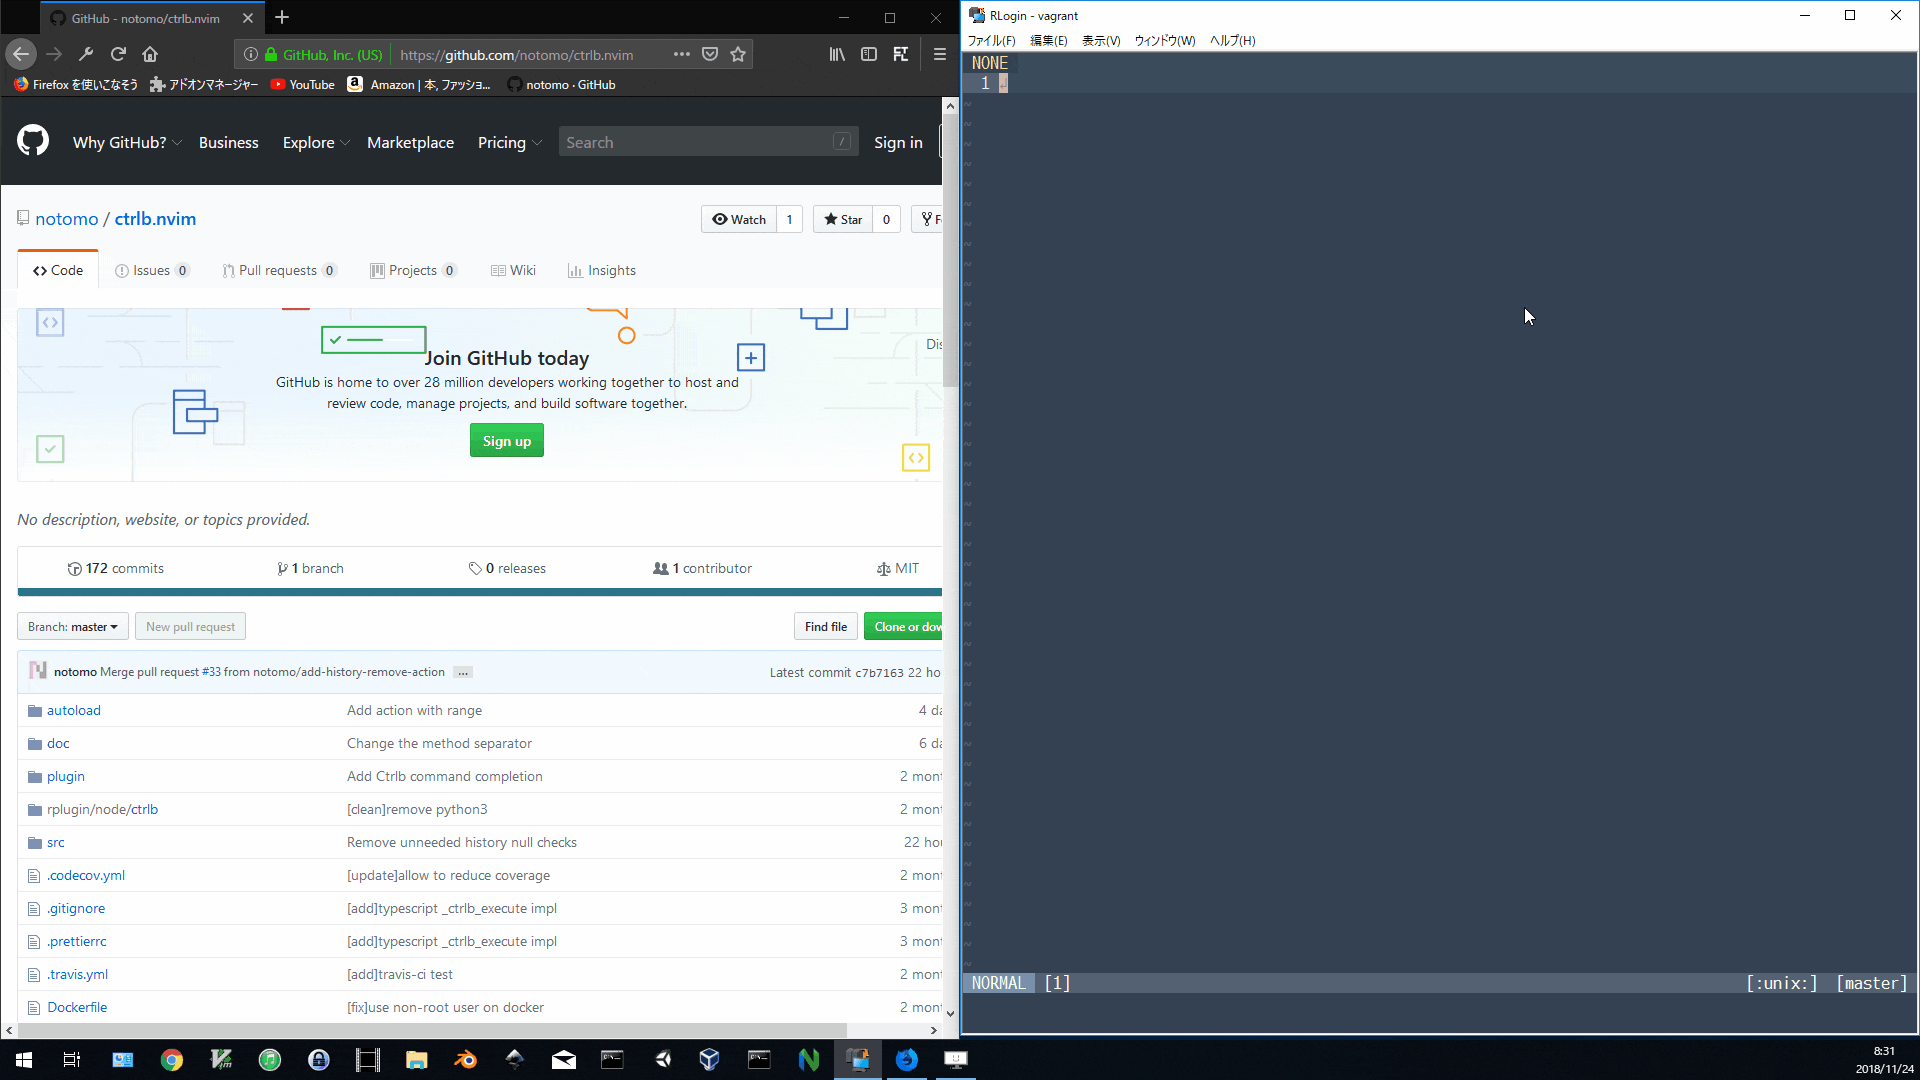 GitHub - notomo/ctrlb.nvim
GitHub, Inc. (US) https://github.com/notomo/ctrlb.nvim
Firefox を使いこなそう アドオンマネージャー YouTube Amazon | 本, ファッショ... notomo · GitHub
Why GitHub? Business Explore Marketplace Pricing Search / Sign in
notomo / ctrlb.nvim
Watch 1 Star 0
Code Issues 0 Pull requests 0 Projects 0 Wiki Insights
Join GitHub today
GitHub is home to over 28 million developers working together to host and
review code, manage projects, and build software together.
Sign up
No description, website, or topics provided.
172 commits 1 branch 0 releases 1 contributor MIT
Branch: master New pull request Find file Clone or dow
notomo Merge pull request #33 from notomo/add-history-remove-action ... Latest commit c7b7163 22 ho
autoload Add action with range 4 da
doc Change the method separator 6 da
plugin Add Ctrlb command completion 2 mont
rplugin/node/ctrlb [clean]remove python3 2 mont
src Remove unneeded history null checks 22 hou
.codecov.yml [update]allow to reduce coverage 2 mont
.gitignore [add]typescript _ctrlb_execute impl 3 mont
.prettierrc [add]typescript _ctrlb_execute impl 3 mont
.travis.yml [add]travis-ci test 2 mont
Dockerfile [fix]use non-root user on docker 2 mont
RLogin - vagrant
ファイル(F) 編集(E) 表示(V) ウィンドウ(W) ヘルプ(H)
NONE
1
NORMAL [1] [:unix:] [master]
8:31
2018/11/24